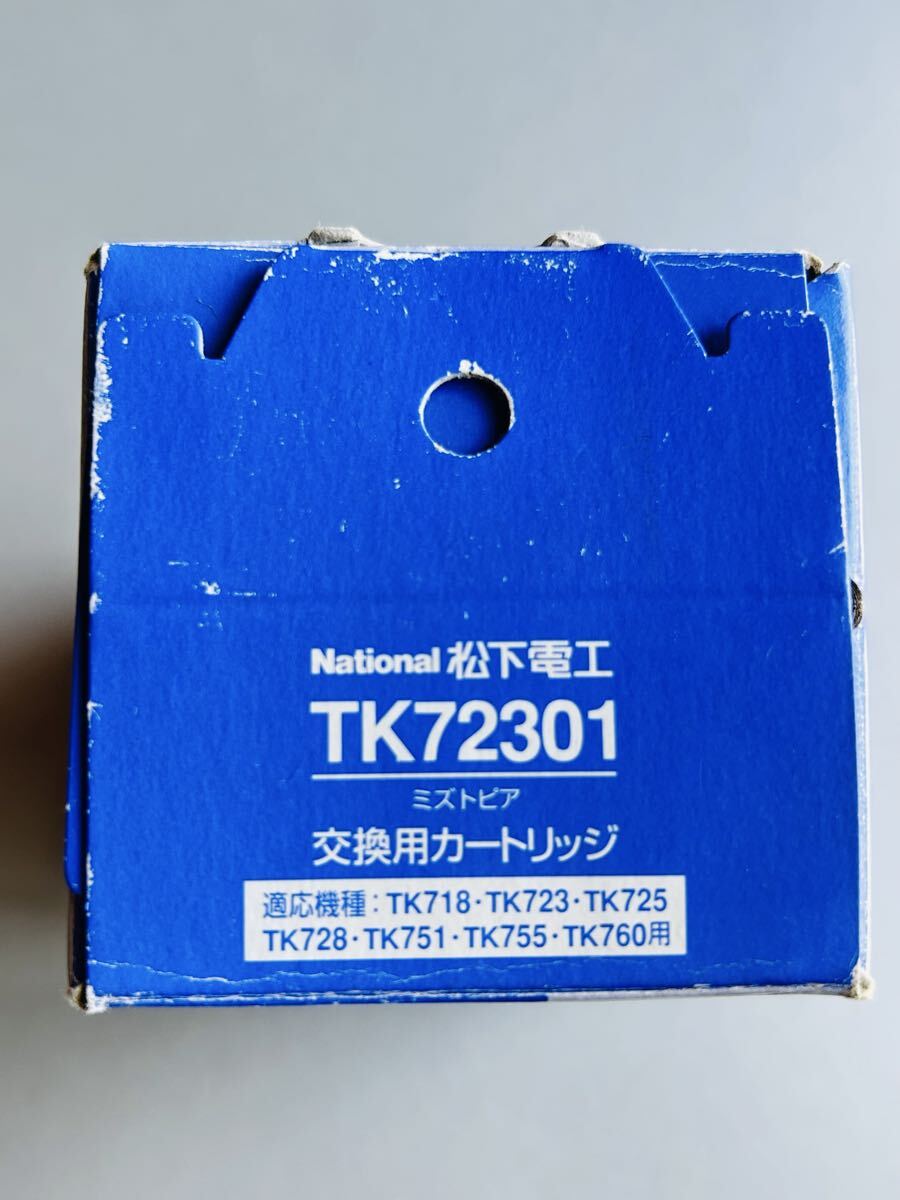 National 松下電工
TK72301
ミズトピア
交換用カートリッジ
適応機種：TK718・TK723・TK725
TK728・TK751・TK755・TK760用